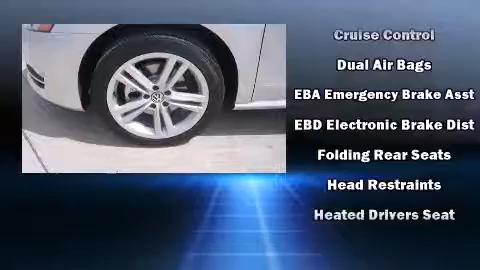 Cruise Control
Dual Air Bags
EBA Emergency Brake Asst
EBD Electronic Brake Dist
Folding Rear Seats
Head Restraints
Heated Drivers Seat